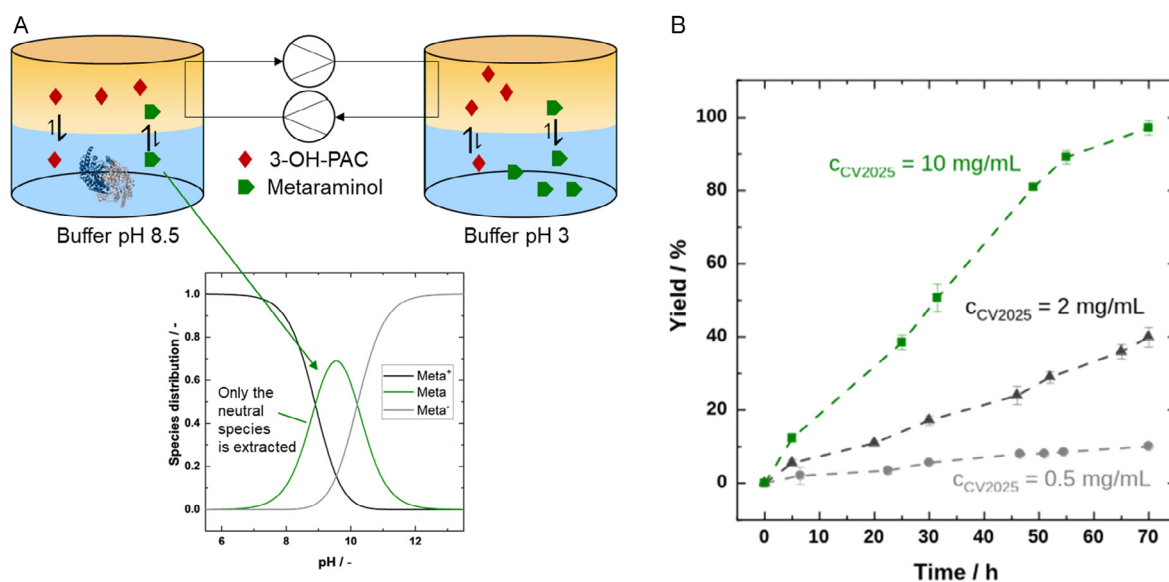 A
3-OH-PAC
Metaraminol
Buffer pH 8.5
Buffer pH 3
1.0
0.8
0.6
0.4
0.2
0.0
Species distribution / -
Only the
neutral
species
is extracted
Meta⁺
Meta
Meta⁻
6 8 10 12
pH / -
B
100
80
60
40
20
0
Yield / %
c_CV2025 = 10 mg/mL
c_CV2025 = 2 mg/mL
c_CV2025 = 0.5 mg/mL
0 10 20 30 40 50 60 70
Time / h